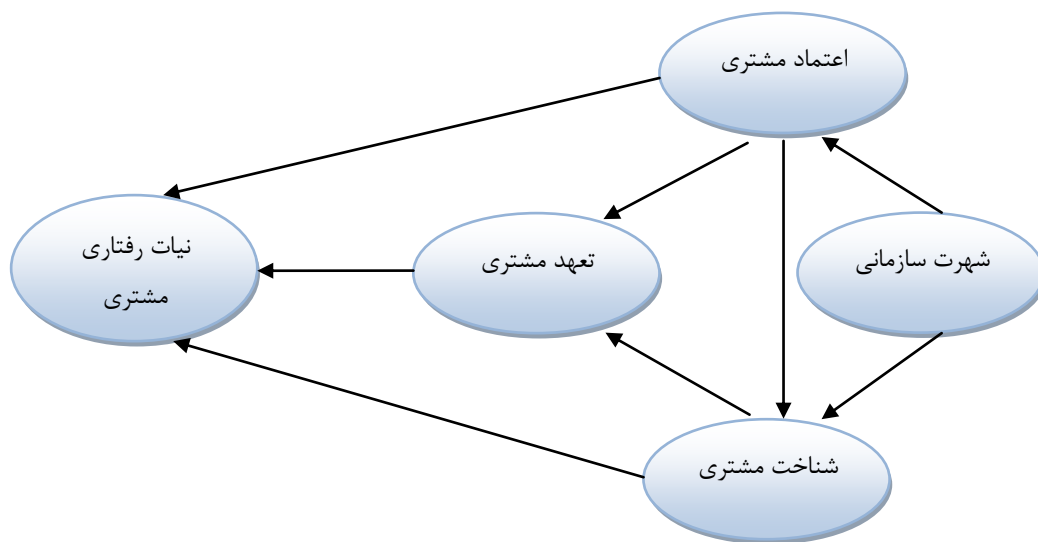 اعتماد مشتری
شهرت سازمانی
تعهد مشتری
نیات رفتاری
مشتری
شناخت مشتری